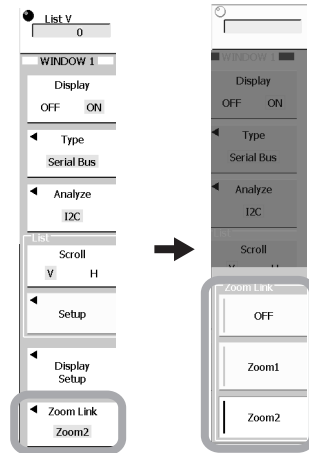 List V
0
WINDOW 1
Display
OFF ON
Type
Serial Bus
Analyze
I2C
List
Scroll
V H
Setup
Display
Setup
Zoom Link
Zoom2
WINDOW 1
Display
OFF ON
Type
Serial Bus
Analyze
I2C
List
Scroll
V H
Zoom Link
OFF
Zoom1
Zoom2